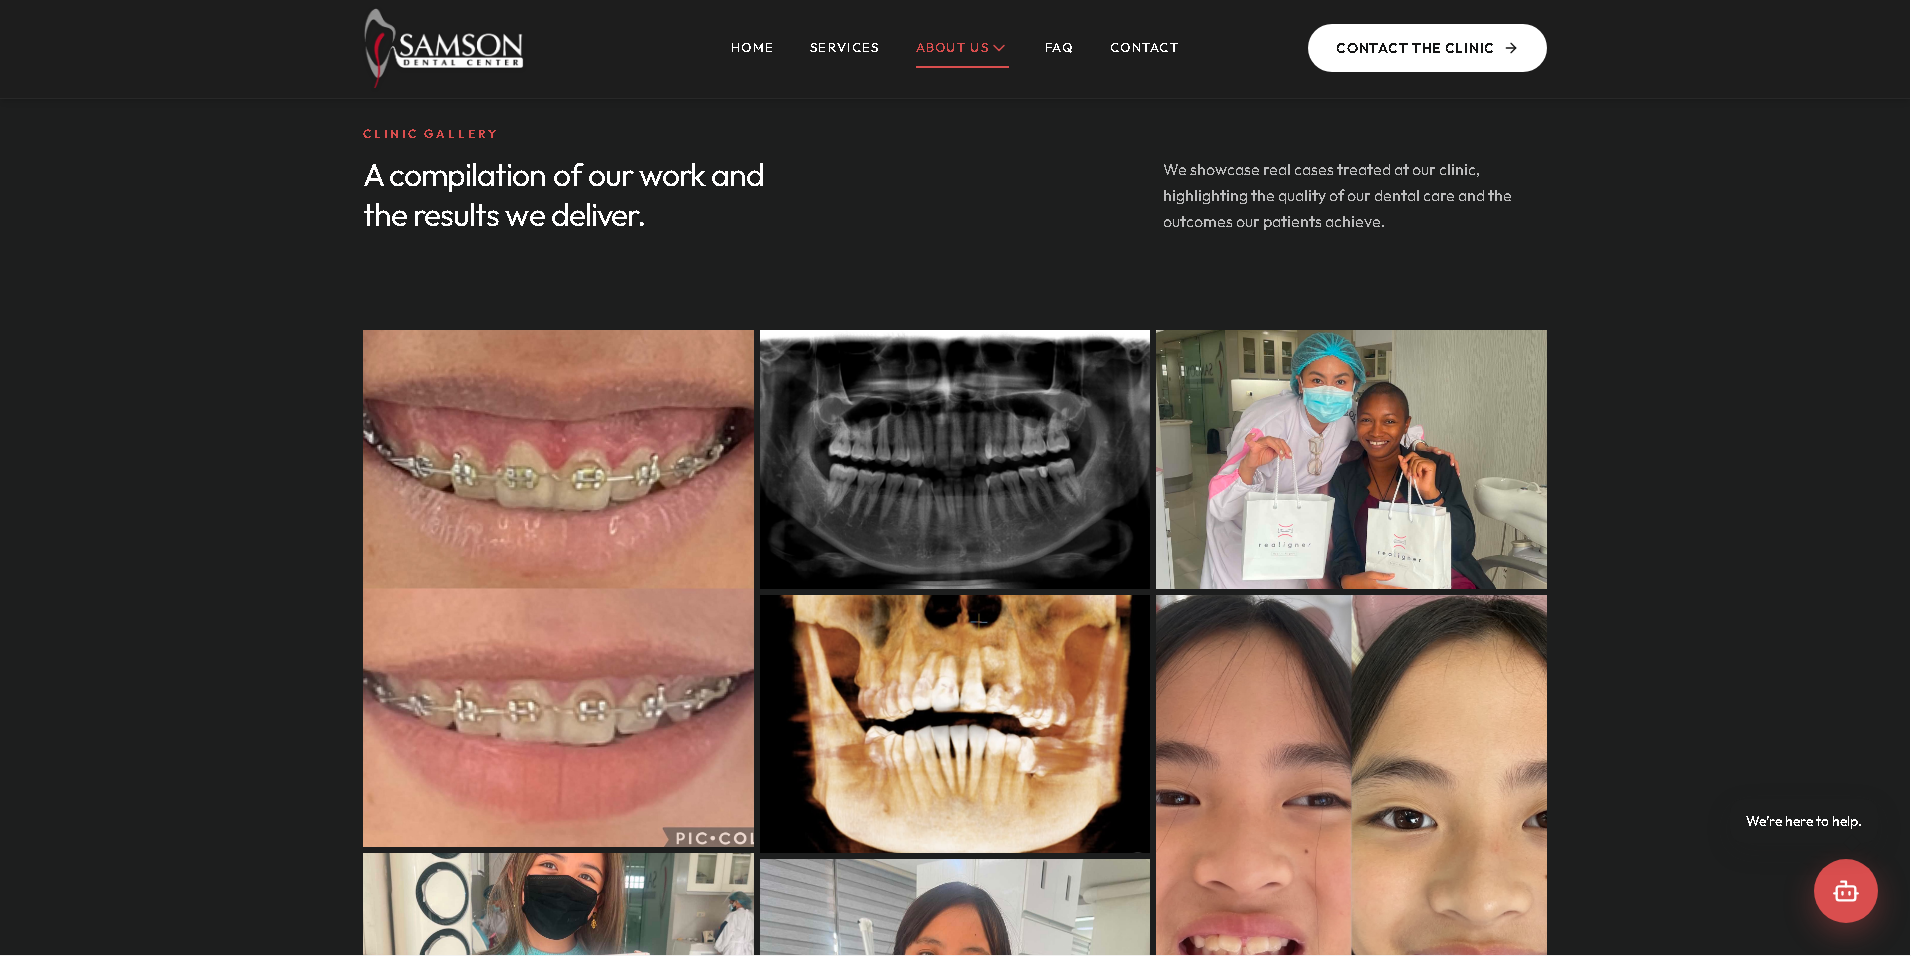 SAMSON
DENTAL CENTER
HOME
SERVICES
ABOUT US
FAQ
CONTACT
CONTACT THE CLINIC
CLINIC GALLERY
A compilation of our work and
the results we deliver.
We showcase real cases treated at our clinic,
highlighting the quality of our dental care and the
outcomes our patients achieve.
realigner
realigner
PIC•COL
We're here to help.